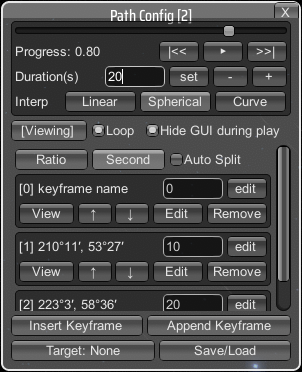 Path Config [2] X
Progress: 0.80 |<< ▶ >>|
Duration(s) 20 set - +
Interp Linear Spherical Curve
[Viewing] Loop Hide GUI during play
Ratio Second Auto Split
[0] keyframe name 0 edit
View ↑ ↓ Edit Remove
[1] 210°11′, 53°27′ 10 edit
View ↑ ↓ Edit Remove
[2] 223°3′, 58°36′ 20 edit
Insert Keyframe Append Keyframe
Target: None Save/Load